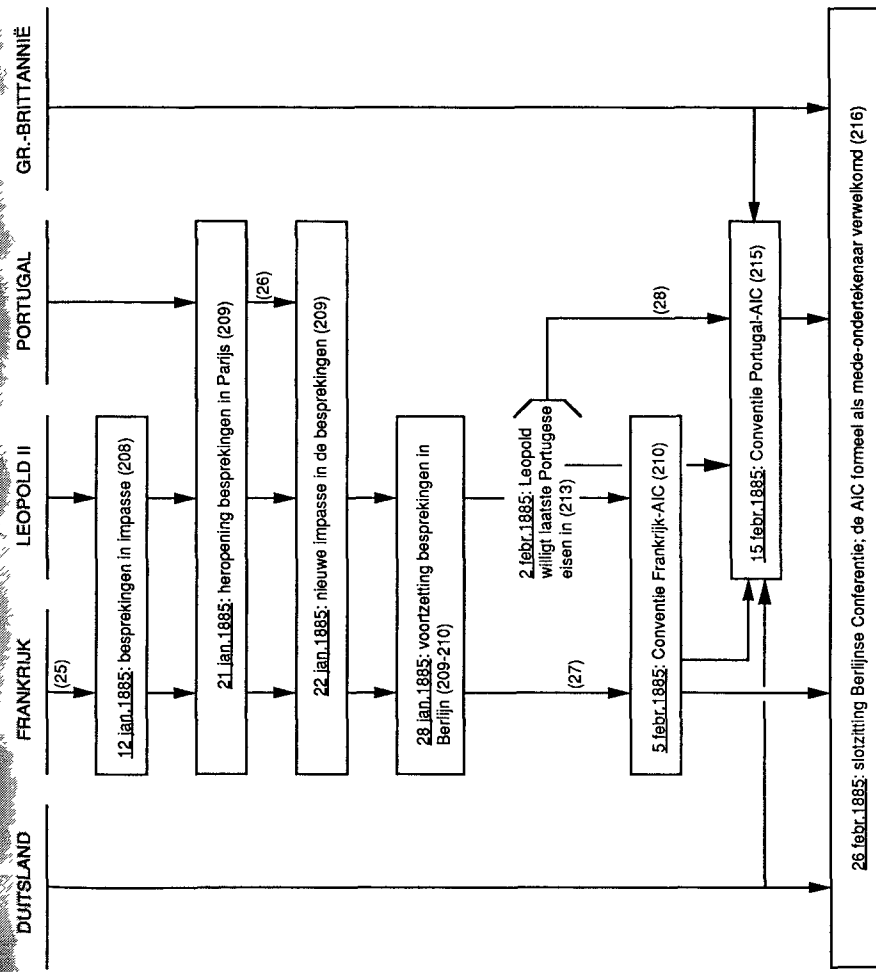 DUITSLAND
FRANKRIJK
LEOPOLD II
PORTUGAL
GR.-BRITTANNIË
(25)
12 jan.1885: besprekingen in impasse (208)
21 jan.1885: heropening besprekingen in Parijs (209)
(26)
22 jan.1885: nieuwe impasse in de besprekingen (209)
28 jan.1885: voortzetting besprekingen in
Berlijn (209-210)
(27)
2 febr.1885: Leopold
willigt laatste Portugese
eisen in (213)
(28)
5 febr.1885: Conventie Frankrijk-AIC (210)
15 febr.1885: Conventie Portugal-AIC (215)
26 febr.1885: slotzitting Berlijnse Conferentie; de AIC formeel als mede-ondertekenaar verwelkomd (216)